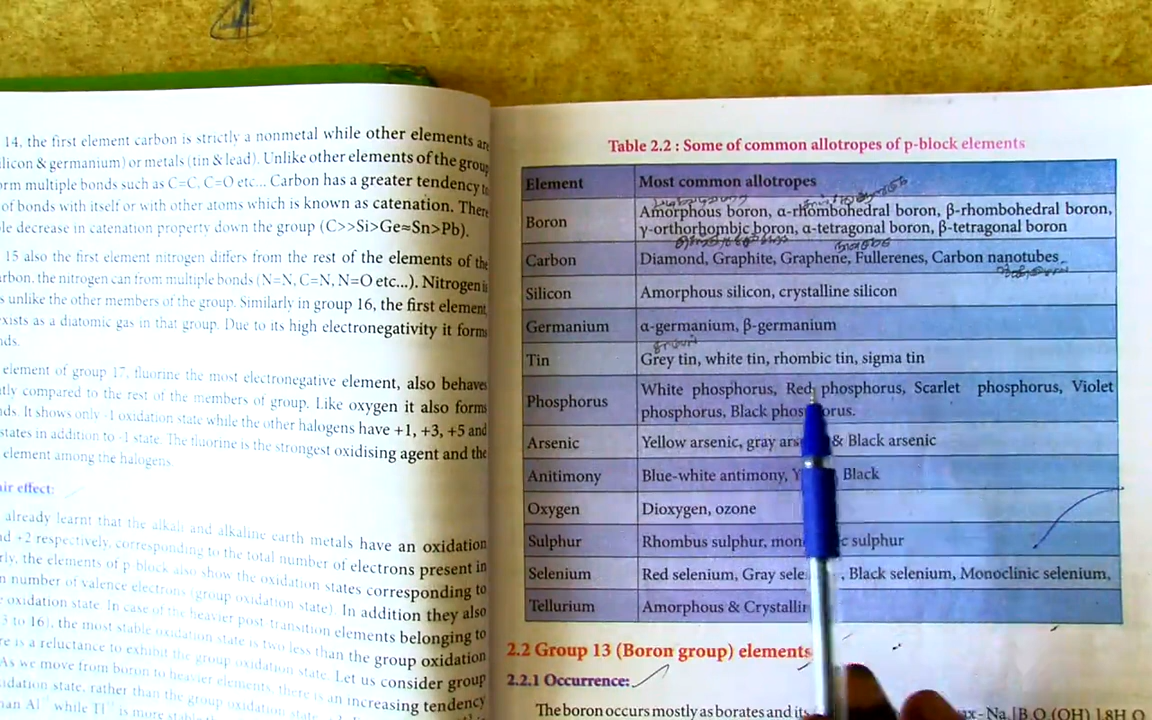 14, the first element carbon is strictly a nonmetal while other elements are
licon & germanium) or metals (tin & lead). Unlike other elements of the group
rm multiple bonds such as C=C, C=O etc... Carbon has a greater tendency to
of bonds with itself or with other atoms which is known as catenation. There
le decrease in catenation property down the group (C>>Si>Ge≈Sn>Pb).
15 also the first element nitrogen differs from the rest of the elements of the
rbon, the nitrogen can from multiple bonds (N=N, C=N, N=O etc...). Nitrogen is
s unlike the other members of the group. Similarly in group 16, the first element,
xists as a diatomic gas in that group. Due to its high electronegativity it forms
nds.
element of group 17, fluorine the most electronegative element, also behaves
tly compared to the rest of the members of group. Like oxygen it also forms
nds. It shows only -1 oxidation state while the other halogens have +1, +3, +5 and
states in addition to -1 state. The fluorine is the strongest oxidising agent and the
element among the halogens.
air effect:
already learnt that the alkali and alkaline earth metals have an oxidation
nd +2 respectively, corresponding to the total number of electrons present in
rly, the elements of p block also show the oxidation states corresponding to
n number of valence electrons (group oxidation state). In addition they also
oxidation state. In case of the heavier post transition elements belonging to
3 to 16), the most stable oxidation state is two less than the group oxidation
re is a reluctance to exhibit the group oxidation state. Let us consider group
As we move from boron to heavier elements, there is an increasing tendency
idation state, rather than the group oxidation
Table 2.2 : Some of common allotropes of p-block elements
Element Most common allotropes
Boron Amorphous boron, α-rhombohedral boron, β-rhombohedral boron,
γ-orthorhombic boron, α-tetragonal boron, β-tetragonal boron
Carbon Diamond, Graphite, Graphene, Fullerenes, Carbon nanotubes
Silicon Amorphous silicon, crystalline silicon
Germanium α-germanium, β-germanium
Tin Grey tin, white tin, rhombic tin, sigma tin
Phosphorus White phosphorus, Red phosphorus, Scarlet phosphorus, Violet
phosphorus, Black phosphorus.
Arsenic Yellow arsenic, gray ars & Black arsenic
Anitimony Blue-white antimony, Black
Oxygen Dioxygen, ozone
Sulphur Rhombus sulphur, mon c sulphur
Selenium Red selenium, Gray sele , Black selenium, Monoclinic selenium,
Tellurium Amorphous & Crystallin
2.2 Group 13 (Boron group) elements
2.2.1 Occurrence:
The boron occurs mostly as borates and its